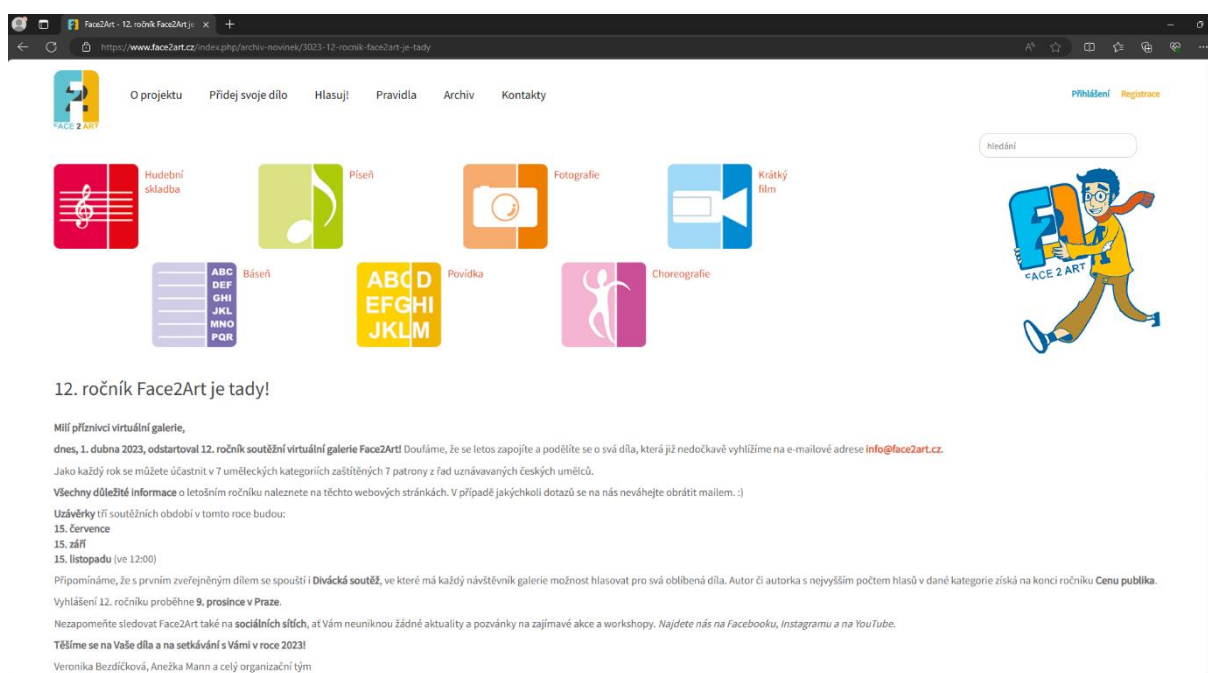 Face2Art - 12. ročník Face2Art je
https://www.face2art.cz/index.php/archiv-novinek/3023-12-rocnik-face2art-je-tady
FACE 2 ART
O projektu Přidej svoje dílo Hlasuj! Pravidla Archiv Kontakty
Přihlášení Registrace
hledání
Hudební
skladba
Píseň
Fotografie
Krátký
film
ABC
DEF
GHI
JKL
MNO
PQR
Báseň
ABCD
EFGHI
JKLM
Povídka
Choreografie
FACE 2 ART
12. ročník Face2Art je tady!
Milí příznivci virtuální galerie,
dnes, 1. dubna 2023, odstartoval 12. ročník soutěžní virtuální galerie Face2Art! Doufáme, že se letos zapojíte a podělíte se o svá díla, která již nedočkavě vyhlížíme na e-mailové adrese info@face2art.cz.
Jako každý rok se můžete účastnit v 7 uměleckých kategoriích zaštítěných 7 patrony z řad uznávavaných českých umělců.
Všechny důležité informace o letošním ročníku naleznete na těchto webových stránkách. V případě jakýchkoli dotazů se na nás neváhejte obrátit mailem. :)
Uzávěrky tří soutěžních období v tomto roce budou:
15. července
15. září
15. listopadu (ve 12:00)
Připomínáme, že s prvním zveřejněným dílem se spouští i Divácká soutěž, ve které má každý návštěvník galerie možnost hlasovat pro svá oblíbená díla. Autor či autorka s nejvyšším počtem hlasů v dané kategorie získá na konci ročníku Cenu publika.
Vyhlášení 12. ročníku proběhne 9. prosince v Praze.
Nezapomeňte sledovat Face2Art také na sociálních sítích, ať Vám neuniknou žádné aktuality a pozvánky na zajímavé akce a workshopy. Najdete nás na Facebooku, Instagramu a na YouTube.
Těšíme se na Vaše díla a na setkávání s Vámi v roce 2023!
Veronika Bezdíčková, Anežka Mann a celý organizační tým